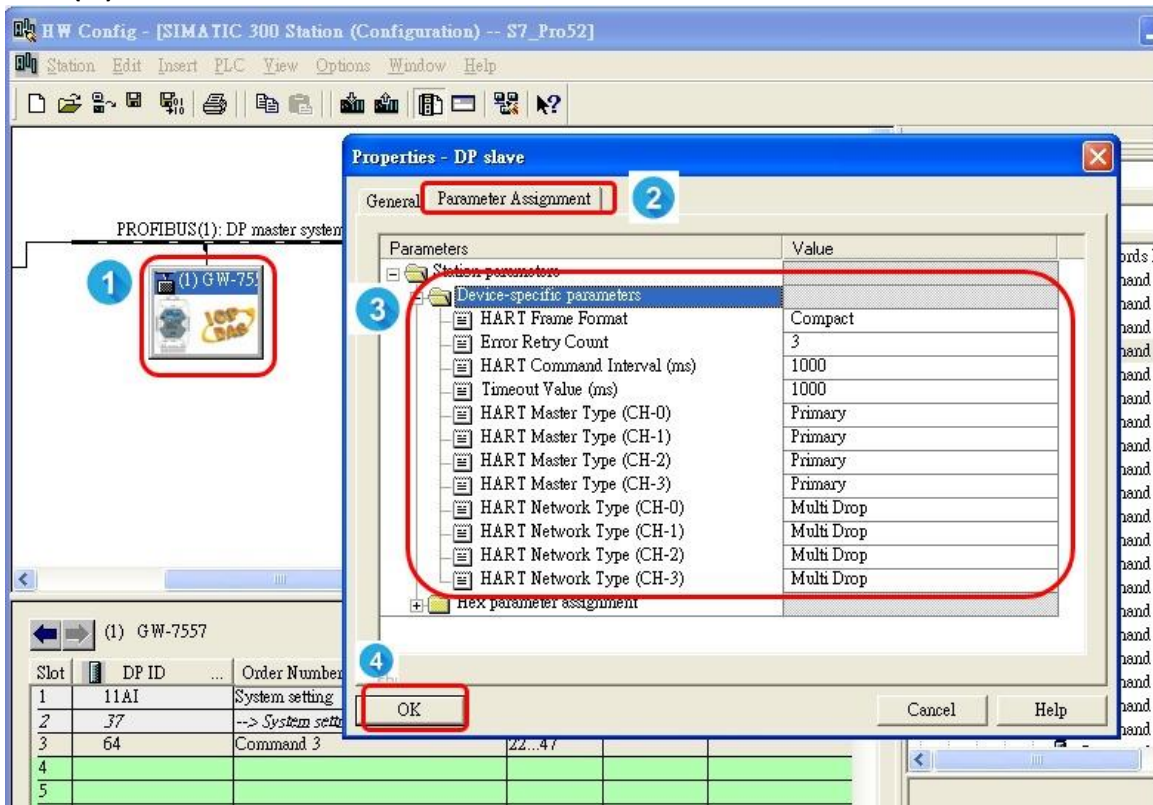 HW Config - [SIMATIC 300 Station (Configuration) -- S7_Pro52]
Station Edit Insert PLC View Options Window Help
PROFIBUS(1): DP master system
1
(1) GW-755
ICP
DAS
Properties - DP slave
General Parameter Assignment
2
Parameters Value
Station parameters
3
Device-specific parameters
HART Frame Format Compact
Error Retry Count 3
HART Command Interval (ms) 1000
Timeout Value (ms) 1000
HART Master Type (CH-0) Primary
HART Master Type (CH-1) Primary
HART Master Type (CH-2) Primary
HART Master Type (CH-3) Primary
HART Network Type (CH-0) Multi Drop
HART Network Type (CH-1) Multi Drop
HART Network Type (CH-2) Multi Drop
HART Network Type (CH-3) Multi Drop
Hex parameter assignment
4
OK Cancel Help
(1) GW-7557
Slot DP ID ... Order Number
1 11AI System setting
2 37 --> System setti
3 64 Command 3 22...47
4
5